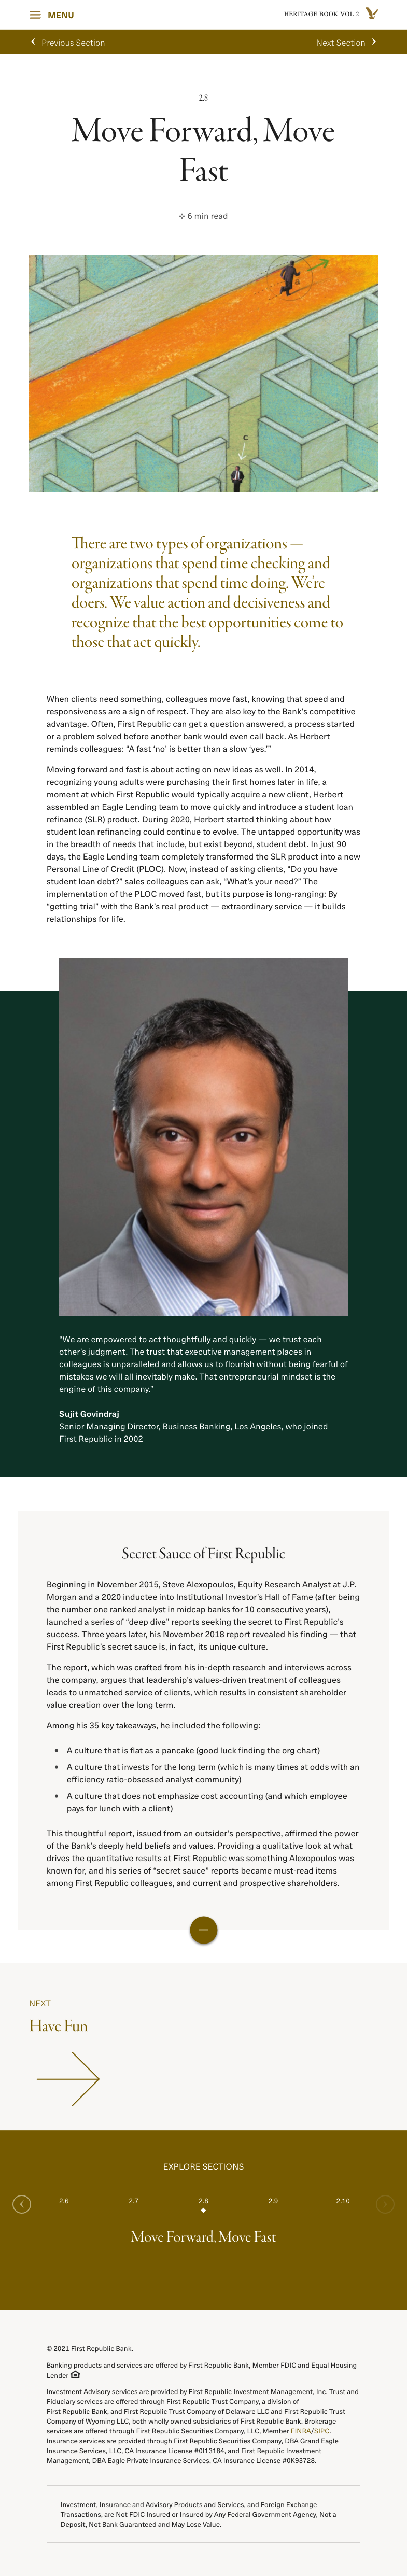 MENU
HERITAGE BOOK VOL 2
Previous Section
Next Section
2.8
Move Forward, Move
Fast
6 min read
C
There are two types of organizations —
organizations that spend time checking and
organizations that spend time doing. We're
doers. We value action and decisiveness and
recognize that the best opportunities come to
those that act quickly.
When clients need something, colleagues move fast, knowing that speed and
responsiveness are a sign of respect. They are also key to the Bank's competitive
advantage. Often, First Republic can get a question answered, a process started
or a problem solved before another bank would even call back. As Herbert
reminds colleagues: “A fast ‘no’ is better than a slow ‘yes.’”
Moving forward and fast is about acting on new ideas as well. In 2014,
recognizing young adults were purchasing their first homes later in life, a
moment at which First Republic would typically acquire a new client, Herbert
assembled an Eagle Lending team to move quickly and introduce a student loan
refinance (SLR) product. During 2020, Herbert started thinking about how
student loan refinancing could continue to evolve. The untapped opportunity was
in the breadth of needs that include, but exist beyond, student debt. In just 90
days, the Eagle Lending team completely transformed the SLR product into a new
Personal Line of Credit (PLOC). Now, instead of asking clients, “Do you have
student loan debt?” sales colleagues can ask, “What's your need?” The
implementation of the PLOC moved fast, but its purpose is long-ranging: By
“getting trial” with the Bank's real product — extraordinary service — it builds
relationships for life.
“We are empowered to act thoughtfully and quickly — we trust each
other's judgment. The trust that executive management places in
colleagues is unparalleled and allows us to flourish without being fearful of
mistakes we will all inevitably make. That entrepreneurial mindset is the
engine of this company.”
Sujit Govindraj
Senior Managing Director, Business Banking, Los Angeles, who joined
First Republic in 2002
Secret Sauce of First Republic
Beginning in November 2015, Steve Alexopoulos, Equity Research Analyst at J.P.
Morgan and a 2020 inductee into Institutional Investor's Hall of Fame (after being
the number one ranked analyst in midcap banks for 10 consecutive years),
launched a series of “deep dive” reports seeking the secret to First Republic's
success. Three years later, his November 2018 report revealed his finding — that
First Republic's secret sauce is, in fact, its unique culture.
The report, which was crafted from his in-depth research and interviews across
the company, argues that leadership's values-driven treatment of colleagues
leads to unmatched service of clients, which results in consistent shareholder
value creation over the long term.
Among his 35 key takeaways, he included the following:
• A culture that is flat as a pancake (good luck finding the org chart)
• A culture that invests for the long term (which is many times at odds with an
efficiency ratio-obsessed analyst community)
• A culture that does not emphasize cost accounting (and which employee
pays for lunch with a client)
This thoughtful report, issued from an outsider's perspective, affirmed the power
of the Bank's deeply held beliefs and values. Providing a qualitative look at what
drives the quantitative results at First Republic was something Alexopoulos was
known for, and his series of “secret sauce” reports became must-read items
among First Republic colleagues, and current and prospective shareholders.
NEXT
Have Fun
EXPLORE SECTIONS
2.6
2.7
2.8
2.9
2.10
Move Forward, Move Fast
© 2021 First Republic Bank.
Banking products and services are offered by First Republic Bank, Member FDIC and Equal Housing
Lender
Investment Advisory services are provided by First Republic Investment Management, Inc. Trust and
Fiduciary services are offered through First Republic Trust Company, a division of
First Republic Bank, and First Republic Trust Company of Delaware LLC and First Republic Trust
Company of Wyoming LLC, both wholly owned subsidiaries of First Republic Bank. Brokerage
services are offered through First Republic Securities Company, LLC, Member FINRA/SIPC.
Insurance services are provided through First Republic Securities Company, DBA Grand Eagle
Insurance Services, LLC, CA Insurance License #0I13184, and First Republic Investment
Management, DBA Eagle Private Insurance Services, CA Insurance License #0K93728.
Investment, Insurance and Advisory Products and Services, and Foreign Exchange
Transactions, are Not FDIC Insured or Insured by Any Federal Government Agency, Not a
Deposit, Not Bank Guaranteed and May Lose Value.